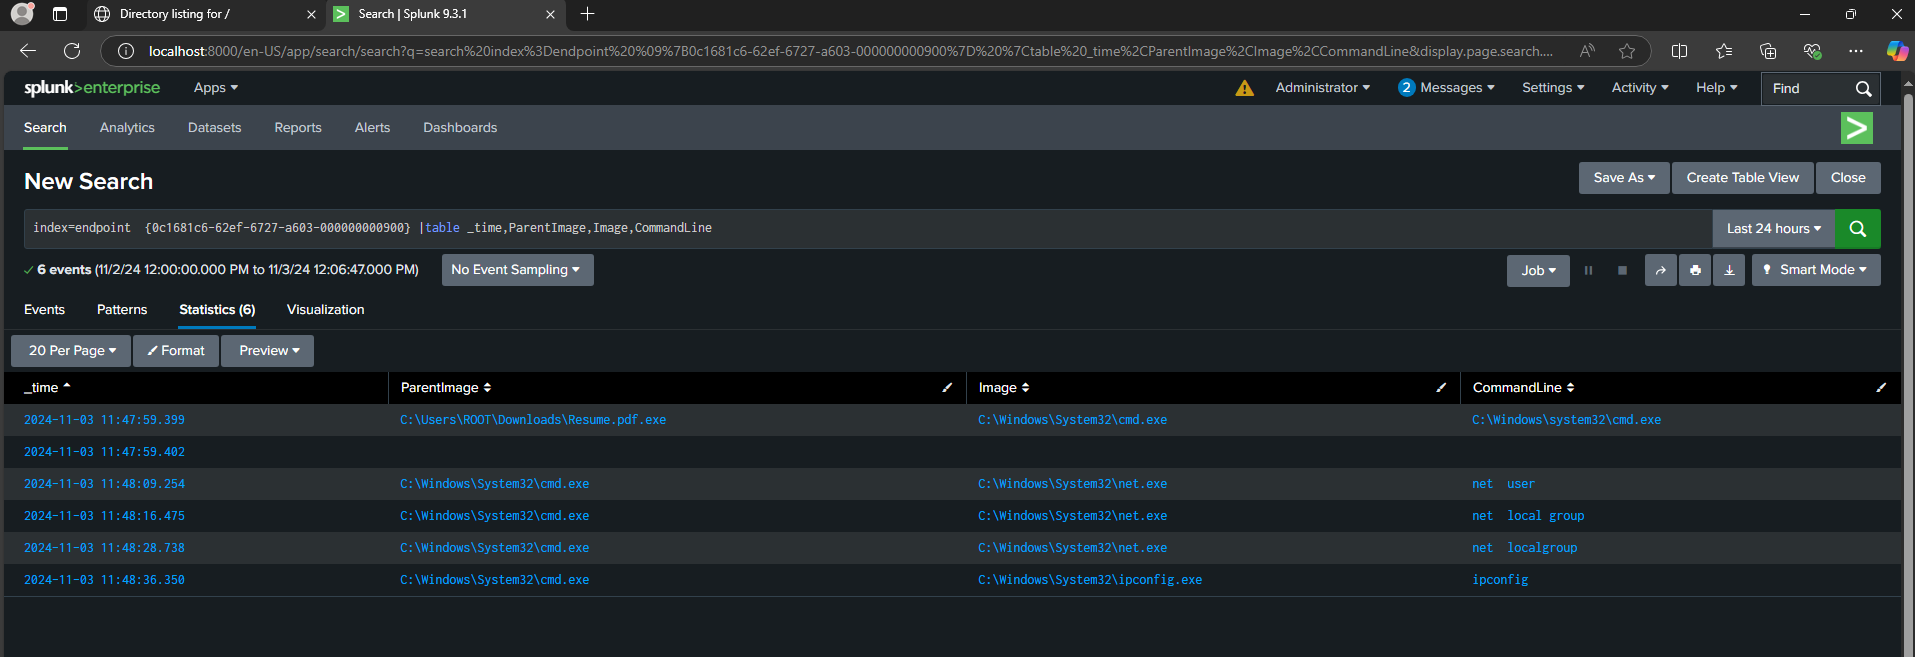 Directory listing for /
Search | Splunk 9.3.1
localhost:8000/en-US/app/search/search?q=search%20index%3Dendpoint%20%09%7B0c1681c6-62ef-6727-a603-000000000900%7D%20%7Ctable%20_time%2CParentImage%2CImage%2CCommandLine&display.page.search....
splunk>enterprise Apps Administrator 2 Messages Settings Activity Help Find
Search Analytics Datasets Reports Alerts Dashboards
New Search Save As Create Table View Close
index=endpoint  {0c1681c6-62ef-6727-a603-000000000900} |table _time,ParentImage,Image,CommandLine Last 24 hours
6 events (11/2/24 12:00:00.000 PM to 11/3/24 12:06:47.000 PM) No Event Sampling Job Smart Mode
Events Patterns Statistics (6) Visualization
20 Per Page Format Preview
_time ParentImage Image CommandLine
2024-11-03 11:47:59.399 C:\Users\ROOT\Downloads\Resume.pdf.exe C:\Windows\System32\cmd.exe C:\Windows\system32\cmd.exe
2024-11-03 11:47:59.402
2024-11-03 11:48:09.254 C:\Windows\System32\cmd.exe C:\Windows\System32\net.exe net  user
2024-11-03 11:48:16.475 C:\Windows\System32\cmd.exe C:\Windows\System32\net.exe net  local group
2024-11-03 11:48:28.738 C:\Windows\System32\cmd.exe C:\Windows\System32\net.exe net  localgroup
2024-11-03 11:48:36.350 C:\Windows\System32\cmd.exe C:\Windows\System32\ipconfig.exe ipconfig